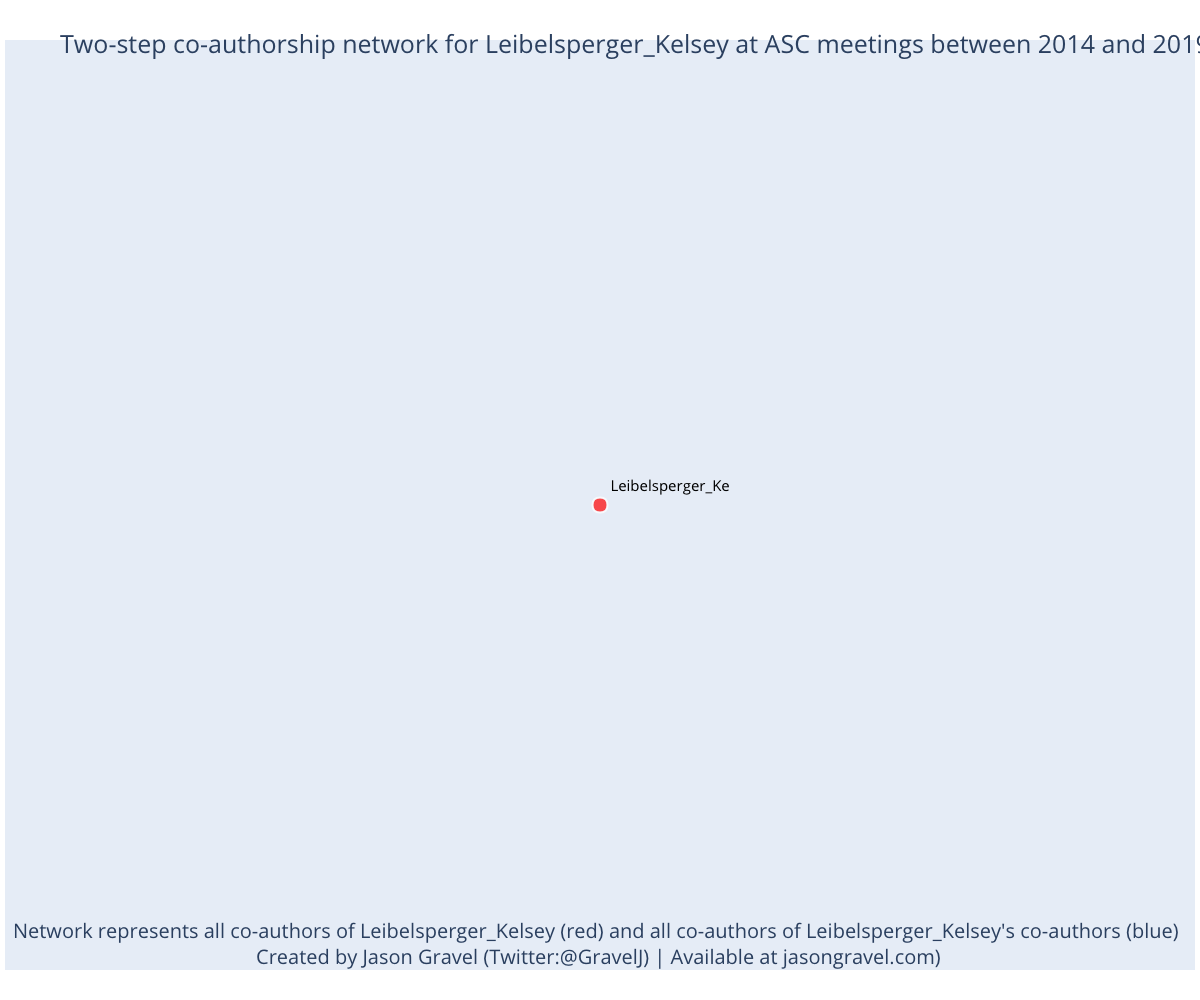 Two-step co-authorship network for Leibelsperger_Kelsey at ASC meetings between 2014 and 2019
Leibelsperger_Ke
Network represents all co-authors of Leibelsperger_Kelsey (red) and all co-authors of Leibelsperger_Kelsey's co-authors (blue)
Created by Jason Gravel (Twitter:@GravelJ) | Available at jasongravel.com)